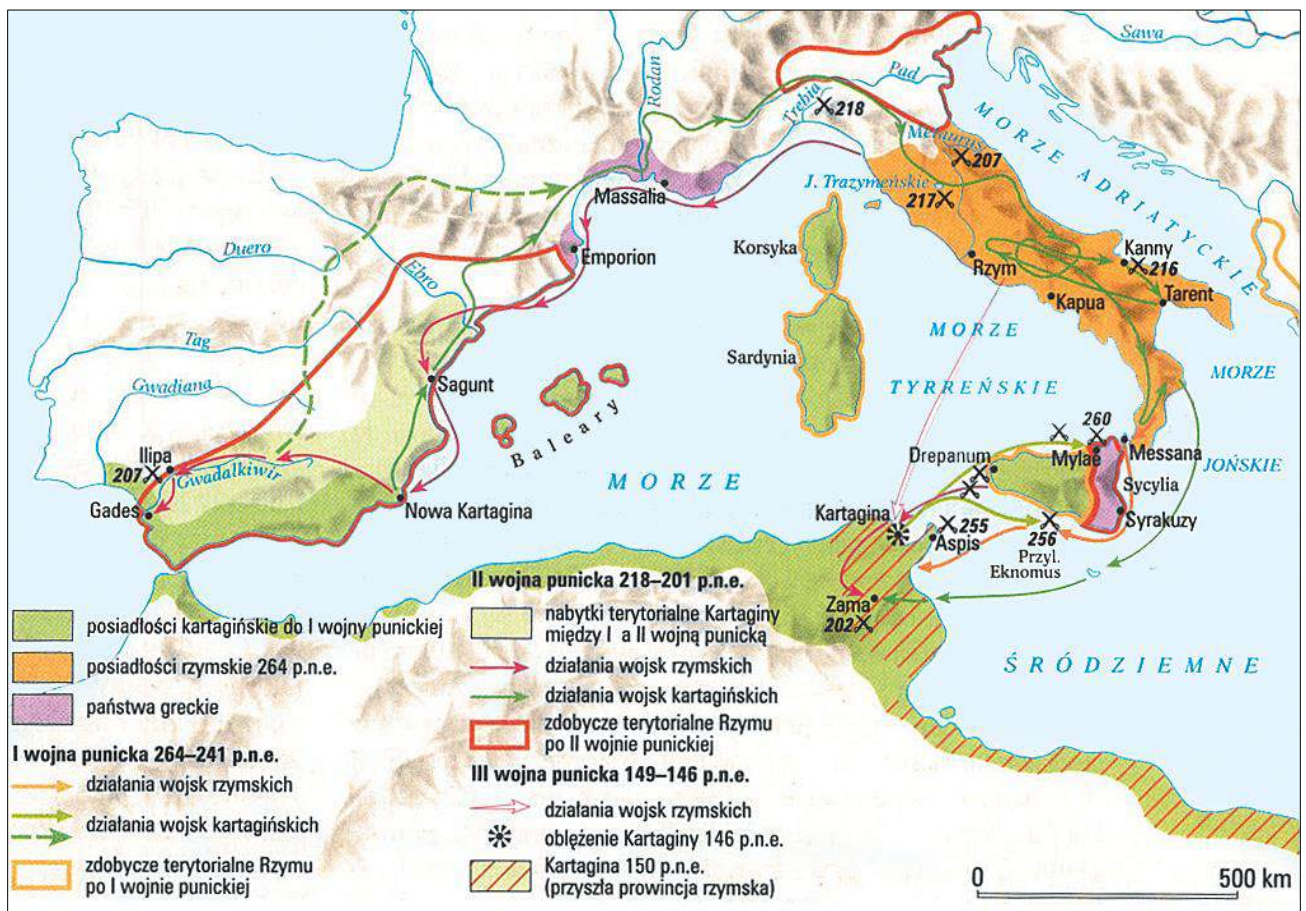 Sawa
Rodan
Pad
Trebia
218
MORZE ADRIATYCKIE
Metaurus
207
J. Trazymeńskie
217
Massalia
Korsyka
Kanny
216
Duero
Ebro
Emporion
Rzym
Kapua
Tarent
Tag
MORZE
Sardynia
TYRREŃSKIE
MORZE
Gwadiana
Sagunt
Baleary
260
Ilipa
Drepanum
Mylae
Messana
JOŃSKIE
207
Gwadalkiwir
MORZE
Sycylia
Gades
Nowa Kartagina
Kartagina
255
Syrakuzy
Aspis
256
Przyl.
Eknomus
Zama
202
ŚRÓDZIEMNE
posiadłości kartagińskie do I wojny punickiej
posiadłości rzymskie 264 p.n.e.
państwa greckie
I wojna punicka 264–241 p.n.e.
działania wojsk rzymskich
działania wojsk kartagińskich
zdobycze terytorialne Rzymu
po I wojnie punickiej
II wojna punicka 218–201 p.n.e.
nabytki terytorialne Kartaginy
między I a II wojną punicką
działania wojsk rzymskich
działania wojsk kartagińskich
zdobycze terytorialne Rzymu
po II wojnie punickiej
III wojna punicka 149–146 p.n.e.
działania wojsk rzymskich
oblężenie Kartaginy 146 p.n.e.
Kartagina 150 p.n.e.
(przyszła prowincja rzymska)
0 500 km